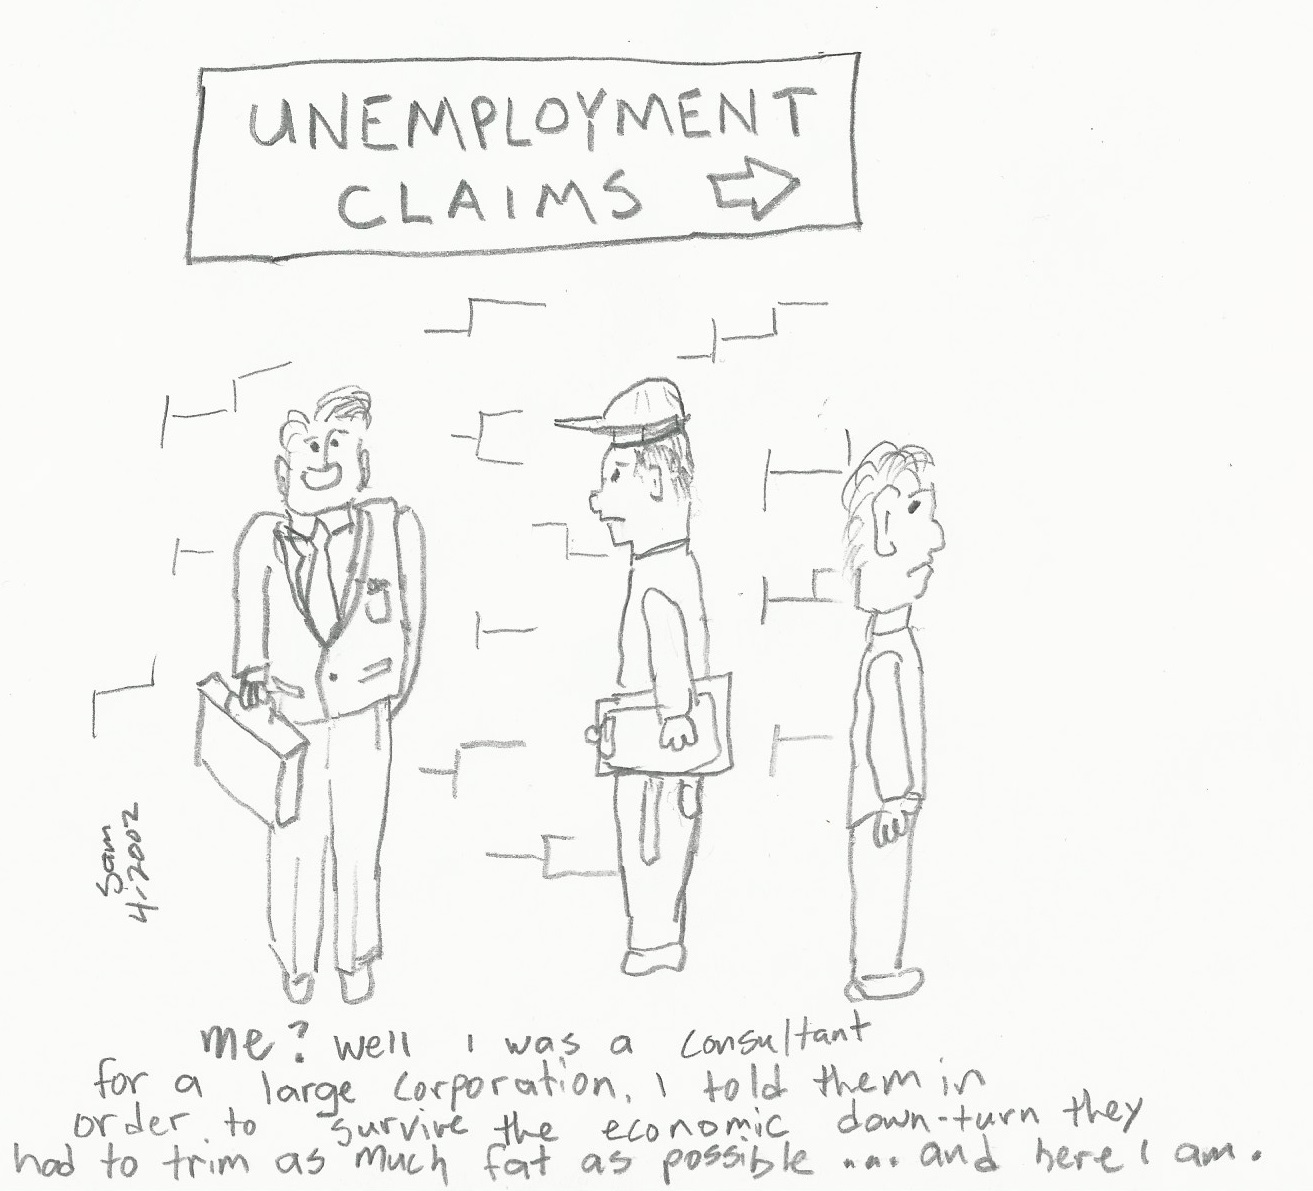 UNEMPLOYMENT
CLAIMS
Sam
4/2002
me? well I was a consultant
for a large corporation. I told them in
order to survive the economic down-turn they
had to trim as much fat as possible .... and here I am.